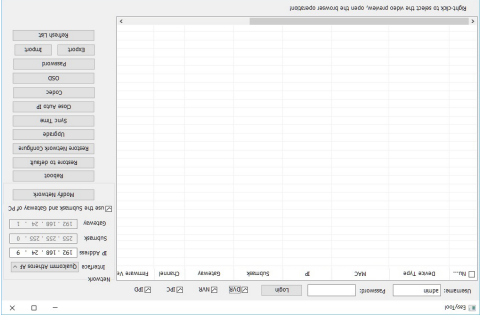 EasyTool
Username: admin Password: Login DVR NVR IPC IPD
Nu... Device Type MAC IP Submask Gateway Channel Firmware Ve
Network
Interface Qualcomm Atheros AR
IP Address 192 . 168 . 24 . 9
Submask 255 . 255 . 255 . 0
Gateway 192 . 168 . 24 . 1
use the Submask and Gateway of PC
Modify Network
Reboot
Restore to default
Restore Network Configure
Upgrade
Sync Time
Close Auto IP
Codec
OSD
Password
Export Import
Refresh List
Right-click to select the video preview, open the browser operation!